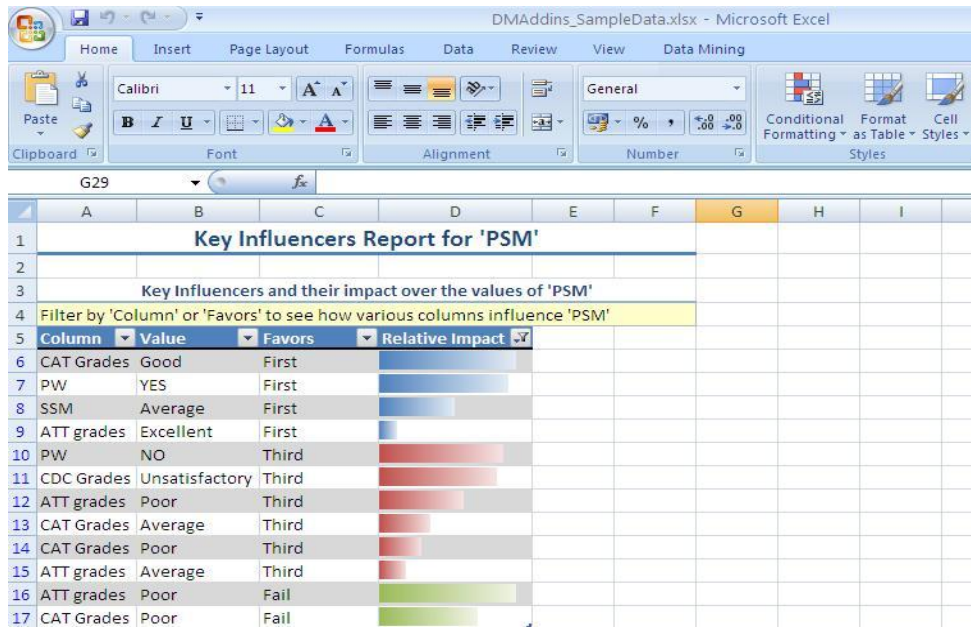 DMAddins_SampleData.xlsx - Microsoft Excel
Home Insert Page Layout Formulas Data Review View Data Mining
Calibri 11 A A General
Paste B I U A % , .0 .00 .00 .0 Conditional Formatting Format as Table Cell Styles
Clipboard Font Alignment Number Styles
G29 fx
A B C D E F G H I
1 Key Influencers Report for 'PSM'
2
3 Key Influencers and their impact over the values of 'PSM'
4 Filter by 'Column' or 'Favors' to see how various columns influence 'PSM'
5 Column Value Favors Relative Impact
6 CAT Grades Good First
7 PW YES First
8 SSM Average First
9 ATT grades Excellent First
10 PW NO Third
11 CDC Grades Unsatisfactory Third
12 ATT grades Poor Third
13 CAT Grades Average Third
14 CAT Grades Poor Third
15 ATT grades Average Third
16 ATT grades Poor Fail
17 CAT Grades Poor Fail